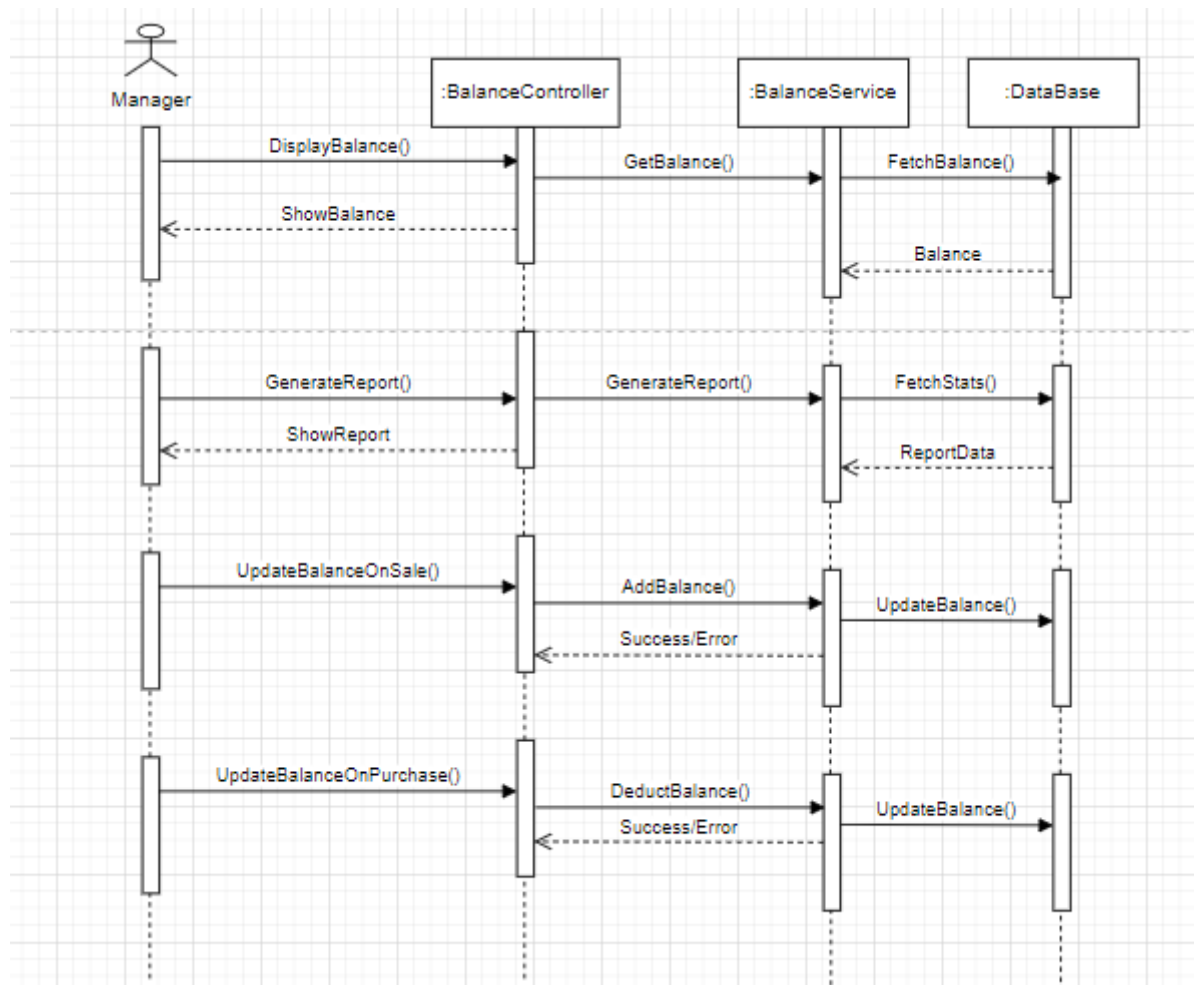 Manager
:BalanceController
:BalanceService
:DataBase
DisplayBalance()
GetBalance()
FetchBalance()
ShowBalance
Balance
GenerateReport()
GenerateReport()
FetchStats()
ShowReport
ReportData
UpdateBalanceOnSale()
AddBalance()
UpdateBalance()
Success/Error
UpdateBalanceOnPurchase()
DeductBalance()
UpdateBalance()
Success/Error